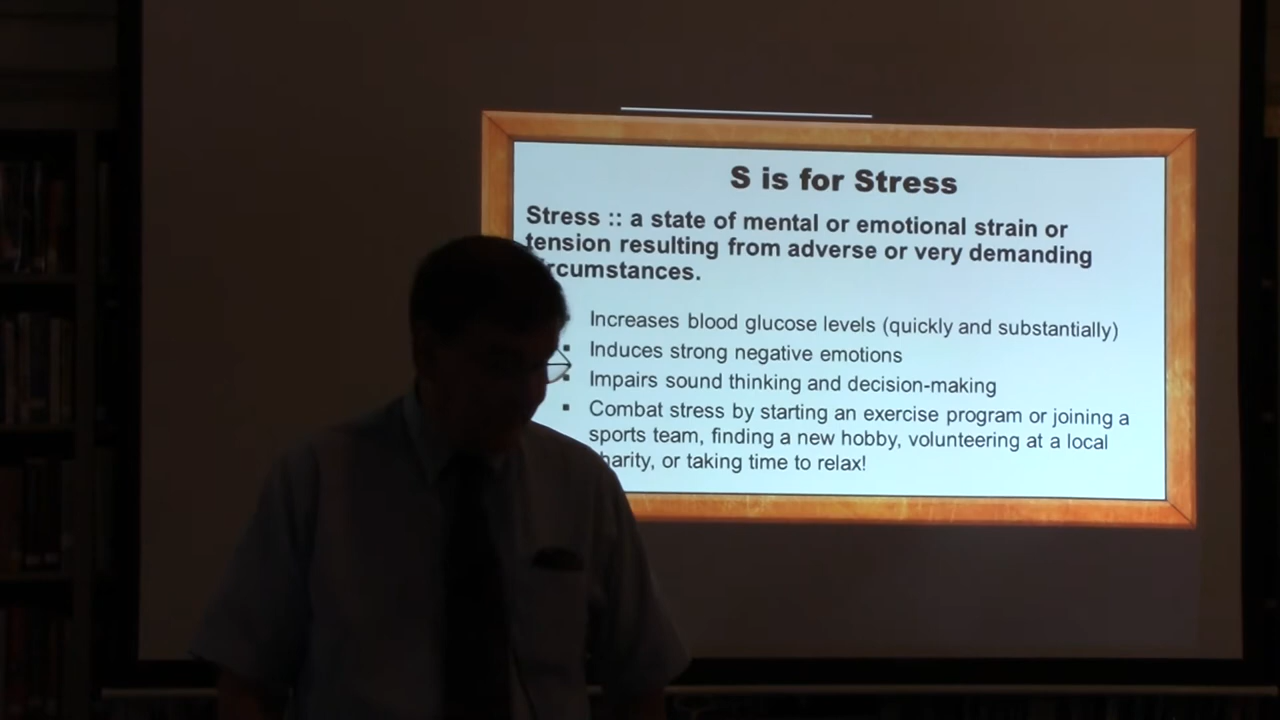 S is for Stress
Stress :: a state of mental or emotional strain or
tension resulting from adverse or very demanding
rcumstances.
Increases blood glucose levels (quickly and substantially)
▪ Induces strong negative emotions
▪ Impairs sound thinking and decision-making
▪ Combat stress by starting an exercise program or joining a
sports team, finding a new hobby, volunteering at a local
harity, or taking time to relax!